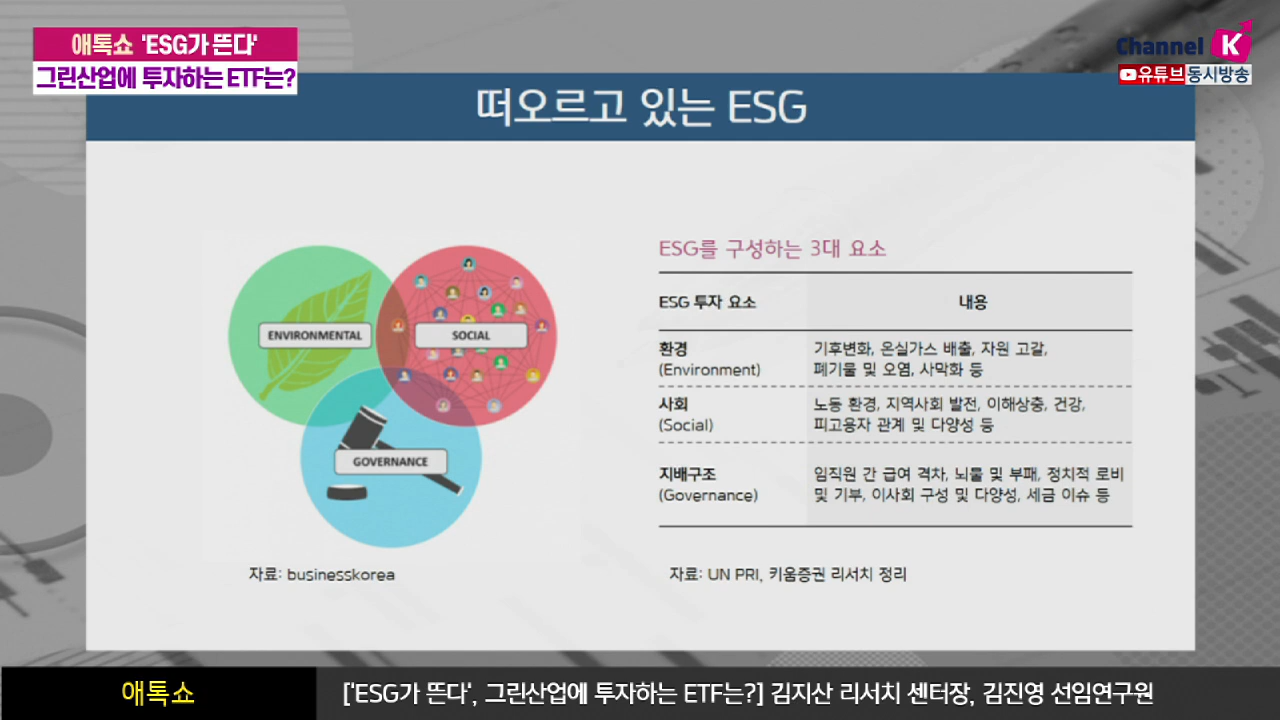 애톡쇼 'ESG가 뜬다'
그린산업에 투자하는 ETF는?
Channel K
유튜브동시방송
떠오르고 있는 ESG
ENVIRONMENTAL
SOCIAL
GOVERNANCE
자료: businesskorea
ESG를 구성하는 3대 요소
ESG 투자 요소 내용
환경 기후변화, 온실가스 배출, 자원 고갈,
(Environment) 폐기물 및 오염, 사막화 등
사회 노동 환경, 지역사회 발전, 이해상충, 건강,
(Social) 피고용자 관계 및 다양성 등
지배구조 임직원 간 급여 격차, 뇌물 및 부패, 정치적 로비
(Governance) 및 기부, 이사회 구성 및 다양성, 세금 이슈 등
자료: UN PRI, 키움증권 리서치 정리
애톡쇼 ['ESG가 뜬다', 그린산업에 투자하는 ETF는?] 김지산 리서치 센터장, 김진영 선임연구원